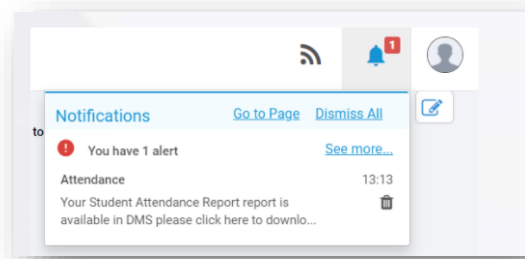 1
Notifications Go to Page Dismiss All
to
You have 1 alert See more...
Attendance 13:13
Your Student Attendance Report report is
available in DMS please click here to downlo...